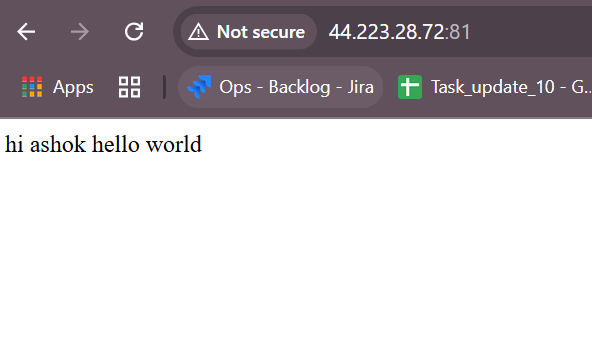 Not secure 44.223.28.72:81
Apps Ops - Backlog - Jira Task_update_10 - G...
hi ashok hello world